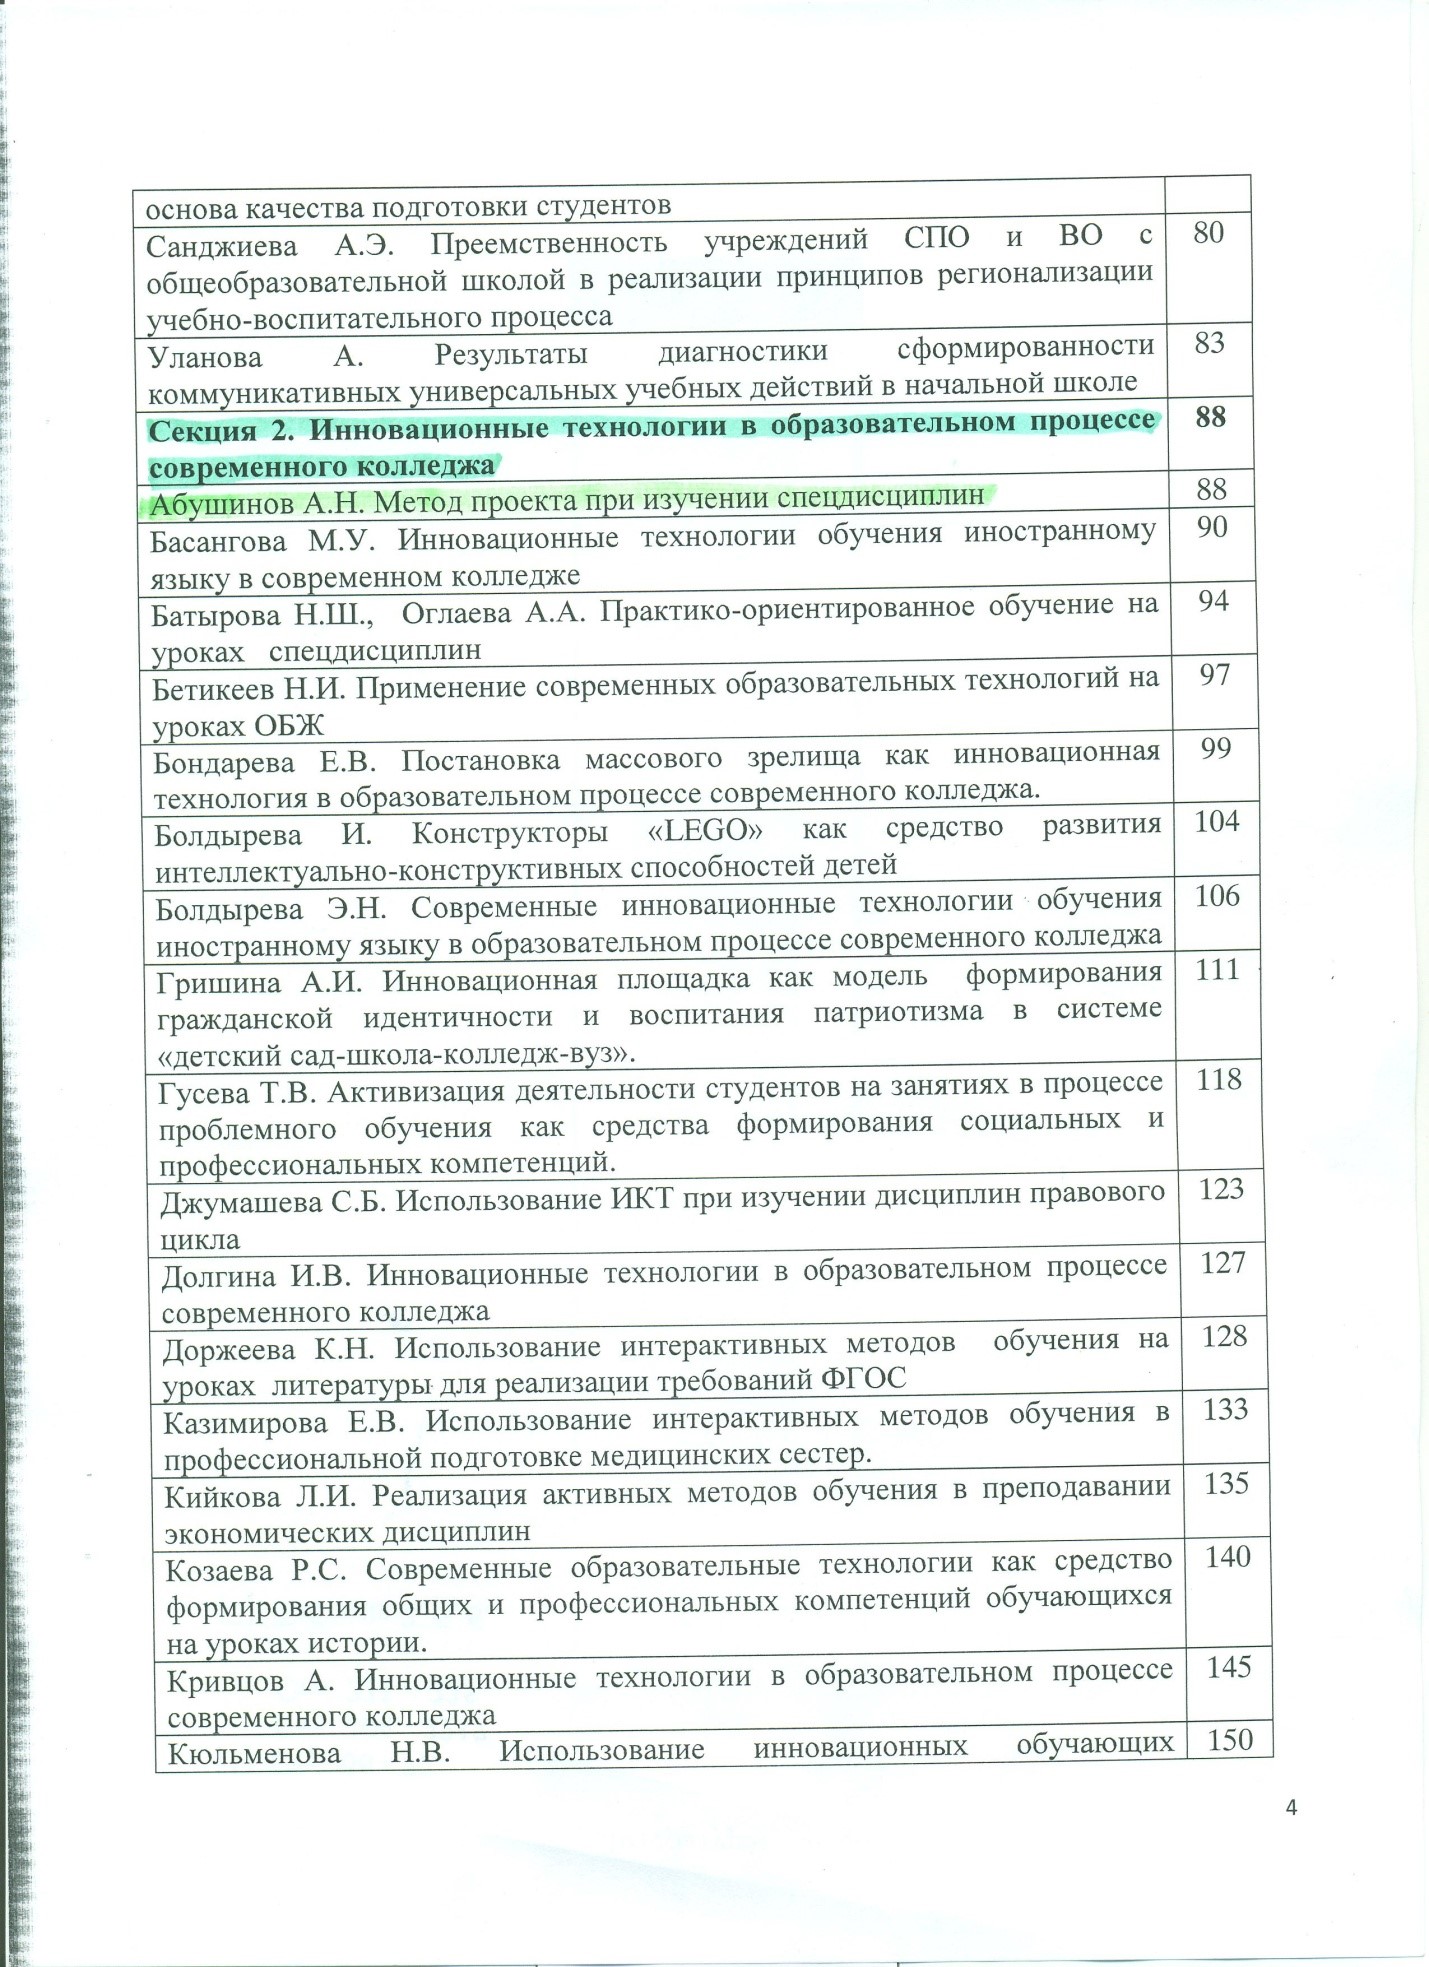 основа качества подготовки студентов
Санджиева А.Э. Преемственность учреждений СПО и ВО с 80
общеобразовательной школой в реализации принципов регионализации
учебно-воспитательного процесса
Уланова А. Результаты диагностики сформированности 83
коммуникативных универсальных учебных действий в начальной школе
Секция 2. Инновационные технологии в образовательном процессе 88
современного колледжа
Абушинов А.Н. Метод проекта при изучении спецдисциплин 88
Басангова М.У. Инновационные технологии обучения иностранному 90
языку в современном колледже
Батырова Н.Ш., Оглаева А.А. Практико-ориентированное обучение на 94
уроках спецдисциплин
Бетикеев Н.И. Применение современных образовательных технологий на 97
уроках ОБЖ
Бондарева Е.В. Постановка массового зрелища как инновационная 99
технология в образовательном процессе современного колледжа.
Болдырева И. Конструкторы «LEGO» как средство развития 104
интеллектуально-конструктивных способностей детей
Болдырева Э.Н. Современные инновационные технологии обучения 106
иностранному языку в образовательном процессе современного колледжа
Гришина А.И. Инновационная площадка как модель формирования 111
гражданской идентичности и воспитания патриотизма в системе
«детский сад-школа-колледж-вуз».
Гусева Т.В. Активизация деятельности студентов на занятиях в процессе 118
проблемного обучения как средства формирования социальных и
профессиональных компетенций.
Джумашева С.Б. Использование ИКТ при изучении дисциплин правового 123
цикла
Долгина И.В. Инновационные технологии в образовательном процессе 127
современного колледжа
Доржеева К.Н. Использование интерактивных методов обучения на 128
уроках литературы для реализации требований ФГОС
Казимирова Е.В. Использование интерактивных методов обучения в 133
профессиональной подготовке медицинских сестер.
Кийкова Л.И. Реализация активных методов обучения в преподавании 135
экономических дисциплин
Козаева Р.С. Современные образовательные технологии как средство 140
формирования общих и профессиональных компетенций обучающихся
на уроках истории.
Кривцов А. Инновационные технологии в образовательном процессе 145
современного колледжа
Кюльменова Н.В. Использование инновационных обучающих 150
4